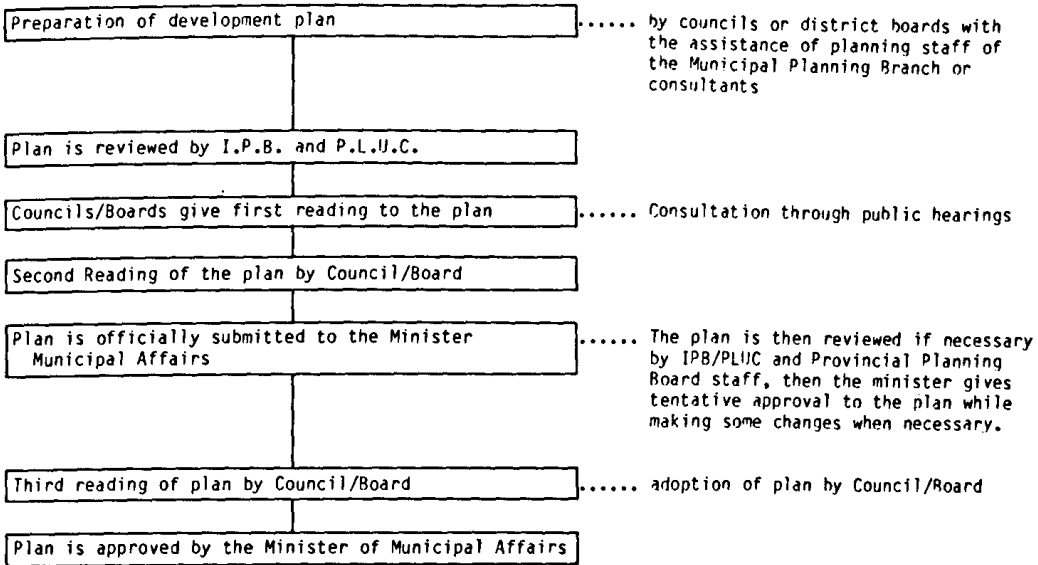 Preparation of development plan ...... by councils or district boards with
the assistance of planning staff of
the Municipal Planning Branch or
consultants
Plan is reviewed by I.P.B. and P.L.U.C.
Councils/Boards give first reading to the plan ...... Consultation through public hearings
Second Reading of the plan by Council/Board
Plan is officially submitted to the Minister
Municipal Affairs
...... The plan is then reviewed if necessary
by IPB/PLUC and Provincial Planning
Board staff, then the minister gives
tentative approval to the plan while
making some changes when necessary.
Third reading of plan by Council/Board ...... adoption of plan by Council/Board
Plan is approved by the Minister of Municipal Affairs